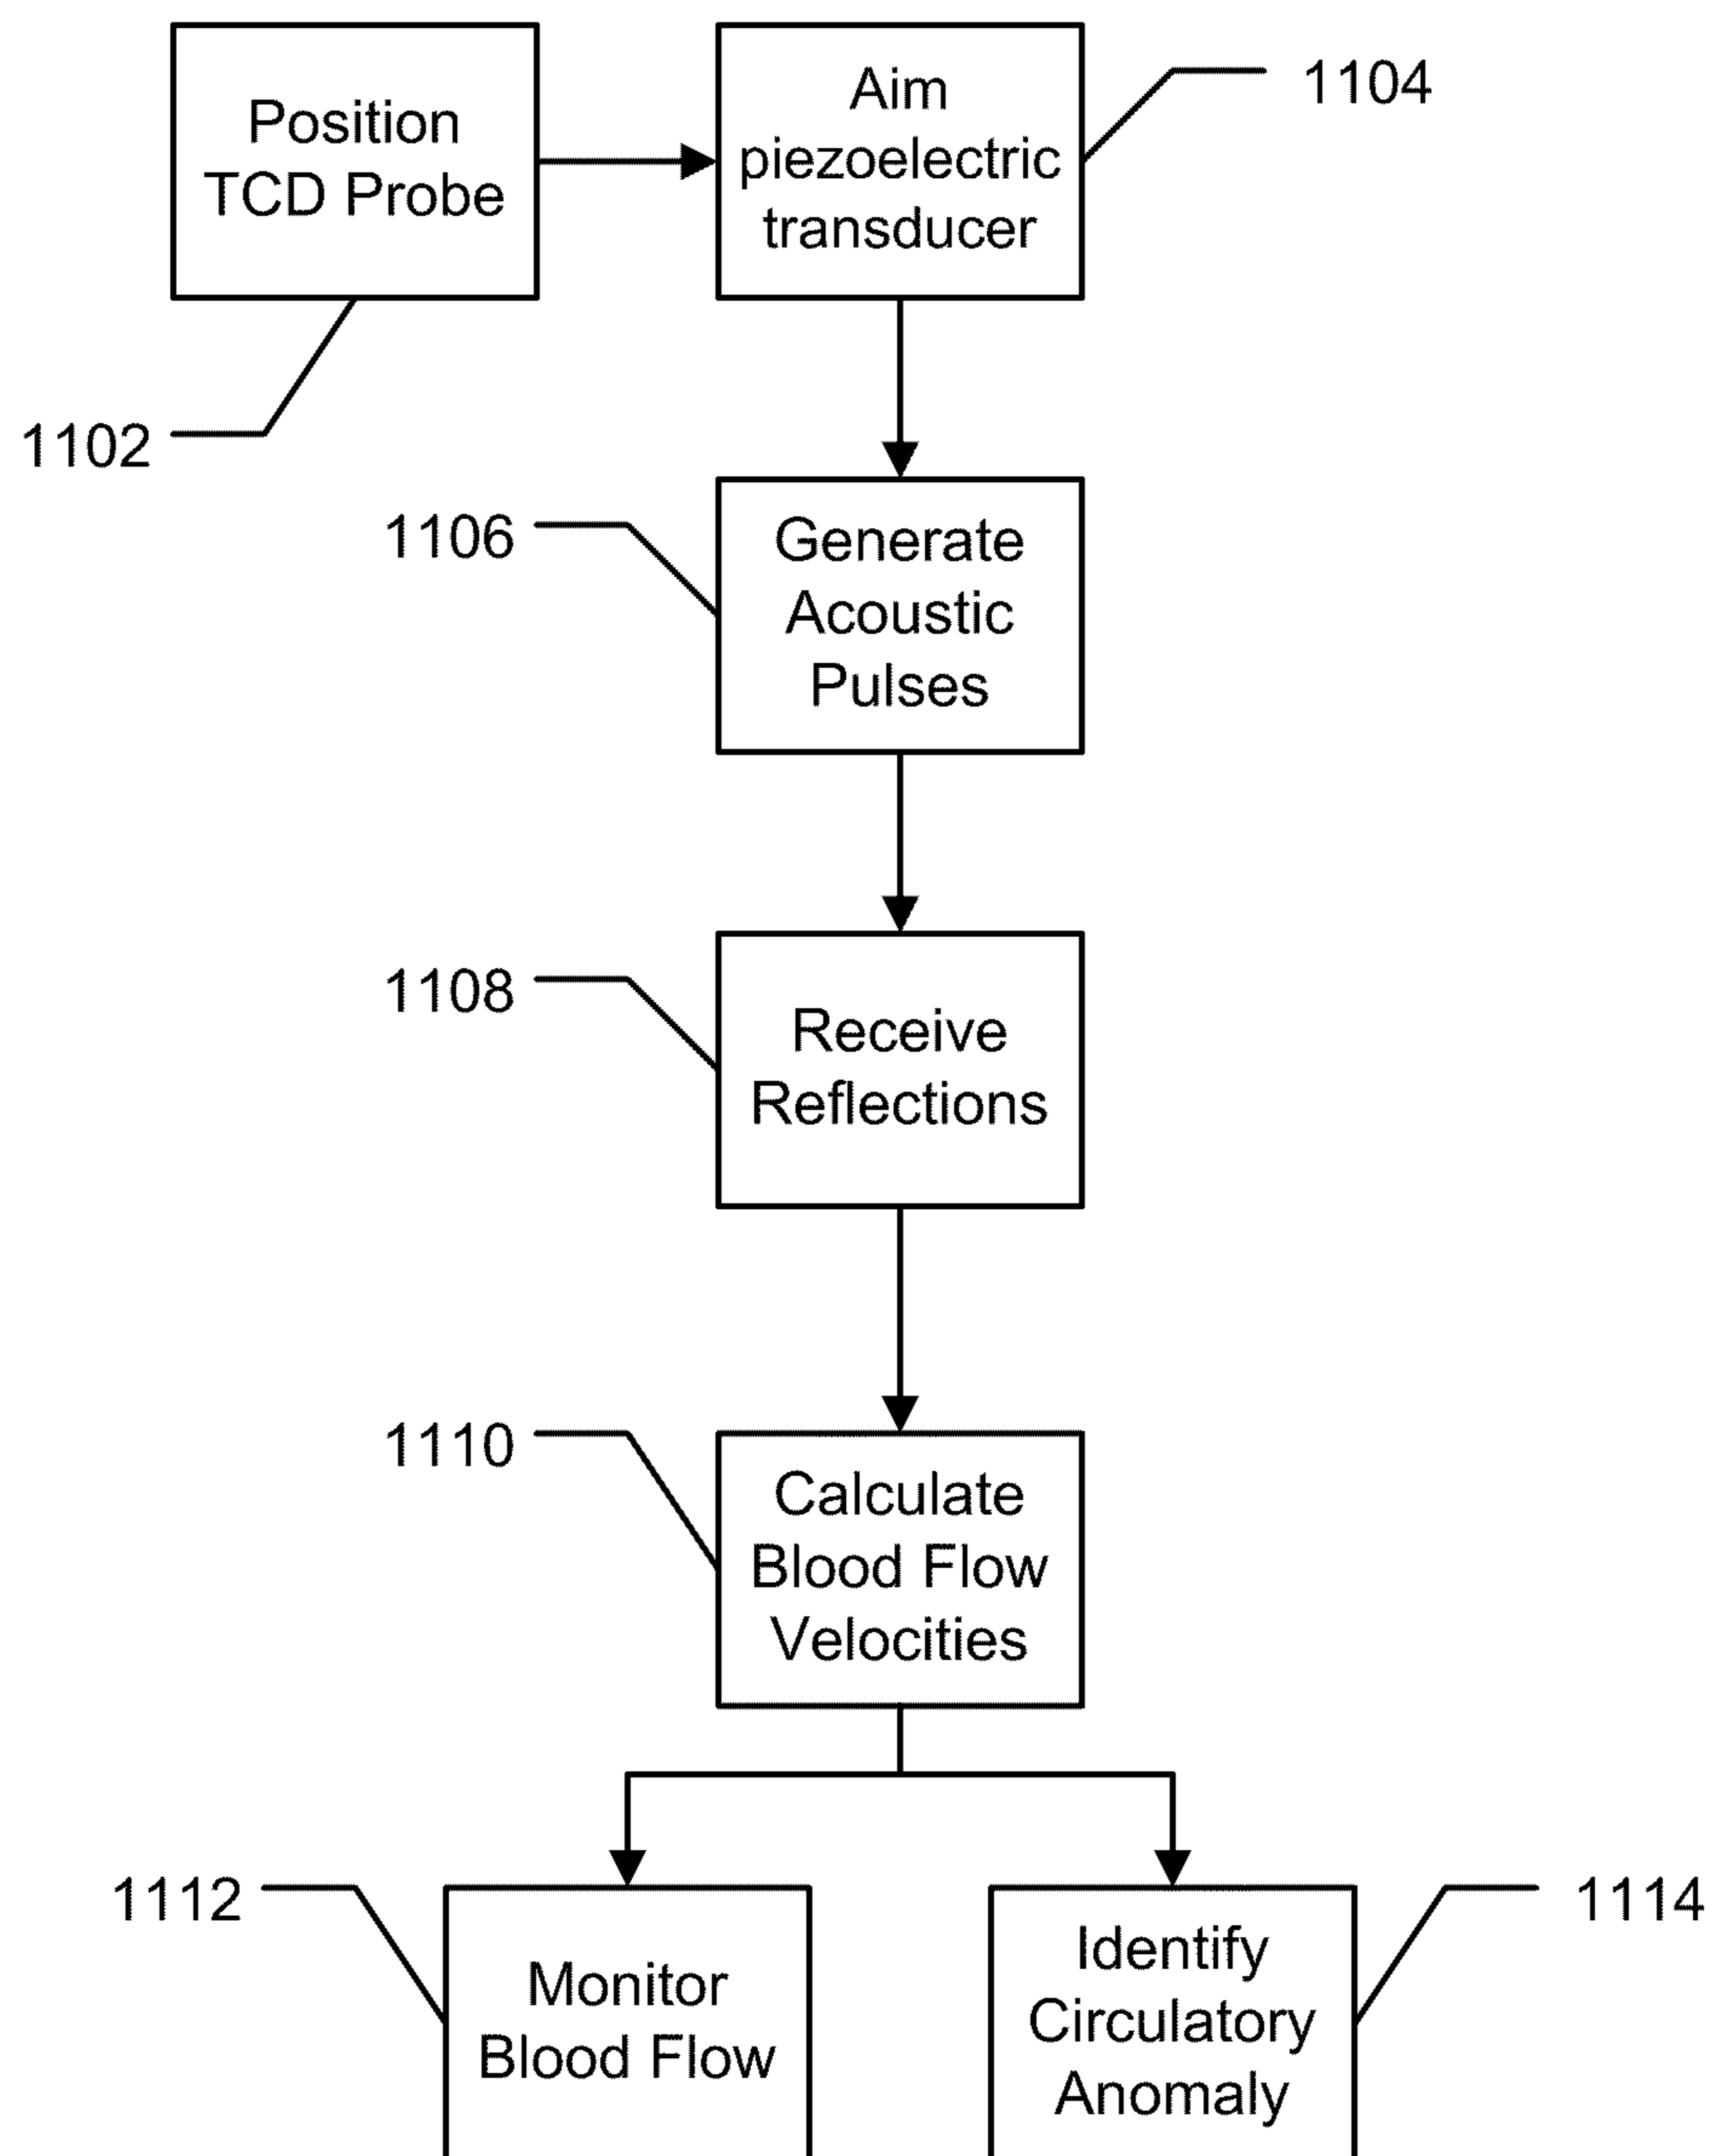 Position
TCD Probe
1102
Aim
piezoelectric
transducer
1104
1106
Generate
Acoustic
Pulses
1108
Receive
Reflections
1110
Calculate
Blood Flow
Velocities
1112
Monitor
Blood Flow
Identify
Circulatory
Anomaly
1114